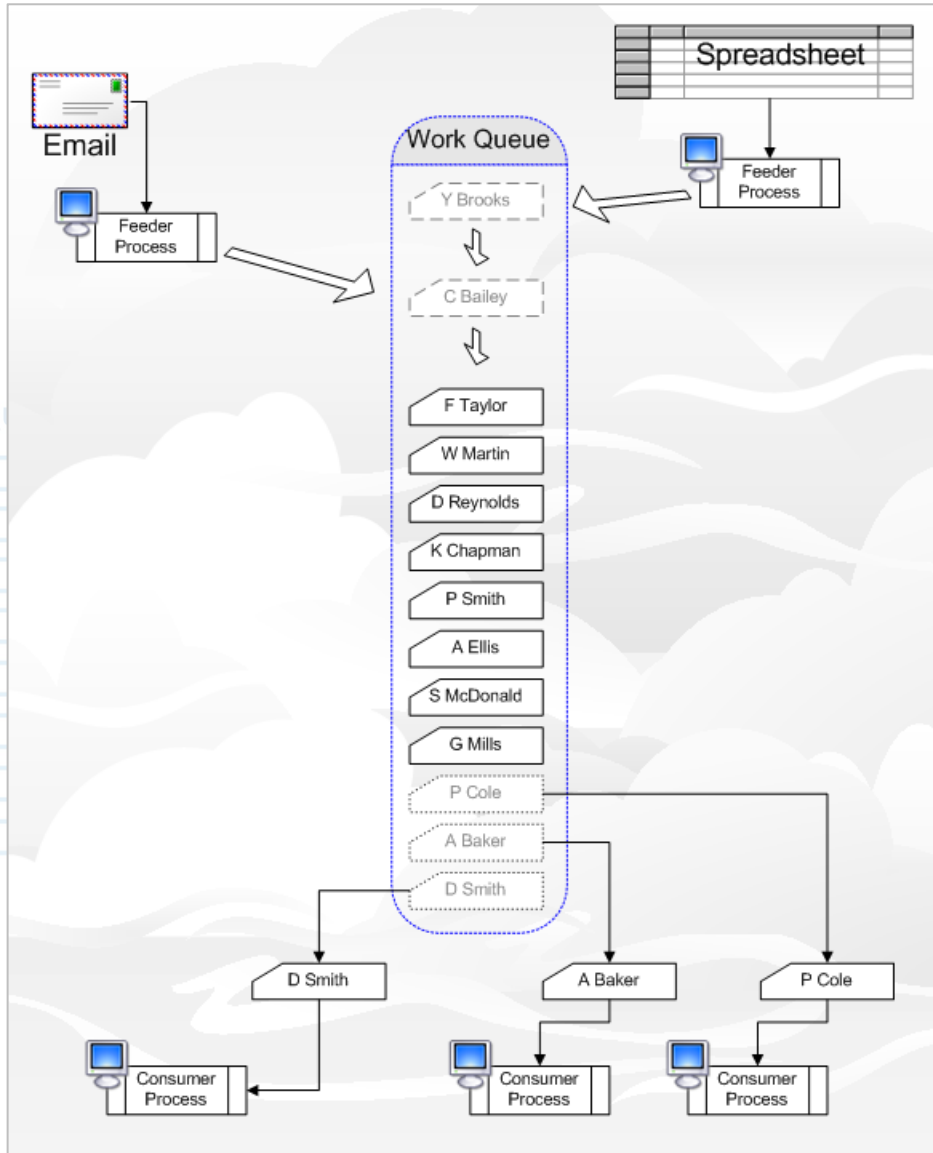 Spreadsheet
Email
Work Queue
Feeder
Process
Feeder
Process
Y Brooks
C Bailey
F Taylor
W Martin
D Reynolds
K Chapman
P Smith
A Ellis
S McDonald
G Mills
P Cole
A Baker
D Smith
D Smith
A Baker
P Cole
Consumer
Process
Consumer
Process
Consumer
Process